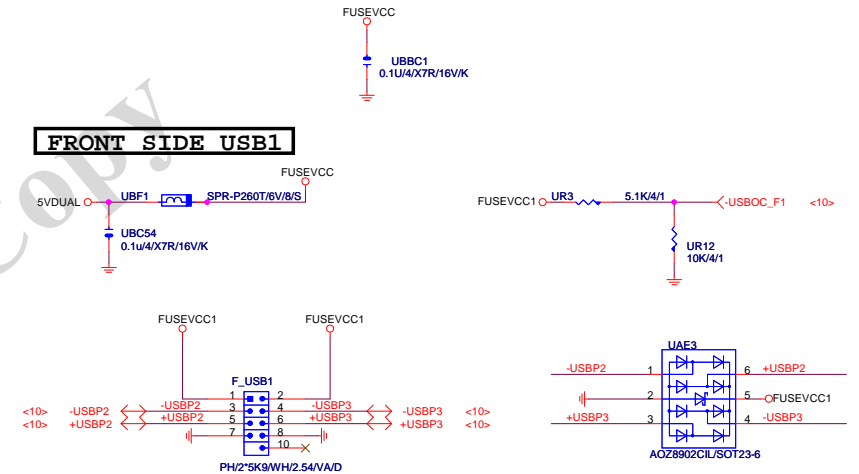 FUSEVCC
UBBC1
0.1U/4/X7R/16V/K
Copy
FRONT SIDE USB1
FUSEVCC
5VDUAL
UBF1
SPR-P260T/6V/8/S
UBC54
0.1u/4/X7R/16V/K
FUSEVCC1
UR3
5.1K/4/1
-USBOC_F1
<10>
UR12
10K/4/1
FUSEVCC1
FUSEVCC1
F_USB1
1
2
<10>
-USBP2
-USBP2
3
4
-USBP3
-USBP3
<10>
<10>
+USBP2
+USBP2
5
6
+USBP3
+USBP3
<10>
7
8
10
PH/2*5K9/WH/2.54/VA/D
UAE3
-USBP2
1
6
+USBP2
2
5
FUSEVCC1
+USBP3
3
4
-USBP3
AOZ8902CIL/SOT23-6